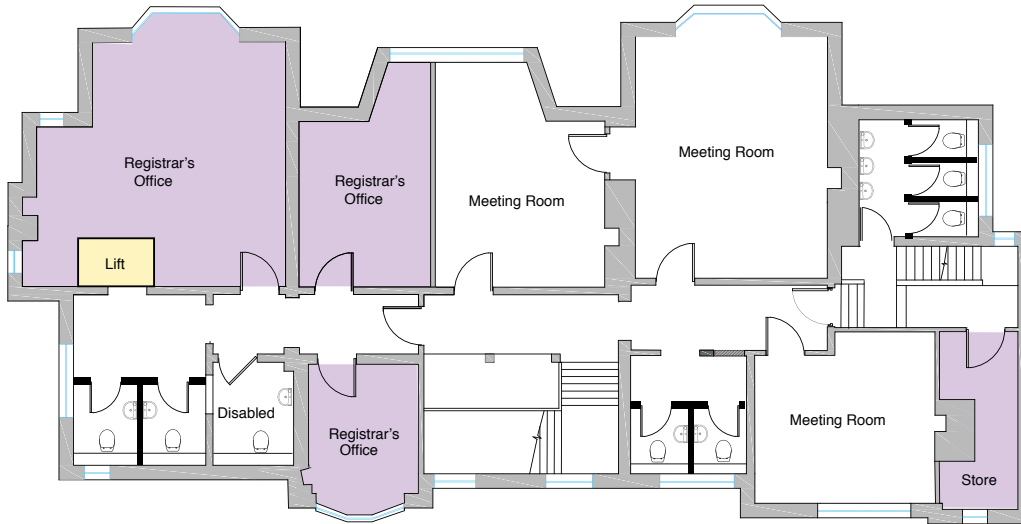 Registrar's
Office
Registrar's
Office
Meeting Room
Meeting Room
Lift
Disabled
Registrar's
Office
Meeting Room
Store